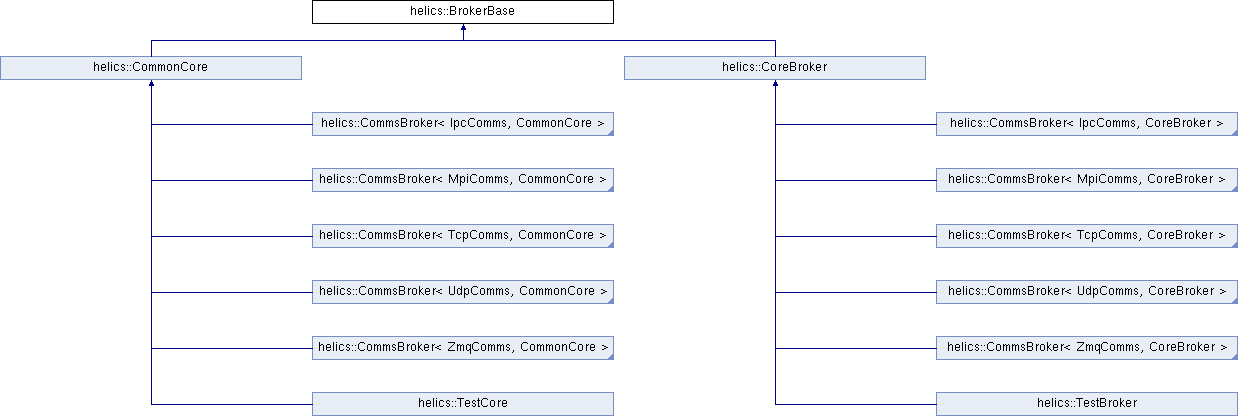 helics::BrokerBase
helics::CommonCore
helics::CoreBroker
helics::CommsBroker< IpcComms, CommonCore >
helics::CommsBroker< IpcComms, CoreBroker >
helics::CommsBroker< MpiComms, CommonCore >
helics::CommsBroker< MpiComms, CoreBroker >
helics::CommsBroker< TcpComms, CommonCore >
helics::CommsBroker< TcpComms, CoreBroker >
helics::CommsBroker< UdpComms, CommonCore >
helics::CommsBroker< UdpComms, CoreBroker >
helics::CommsBroker< ZmqComms, CommonCore >
helics::CommsBroker< ZmqComms, CoreBroker >
helics::TestCore
helics::TestBroker